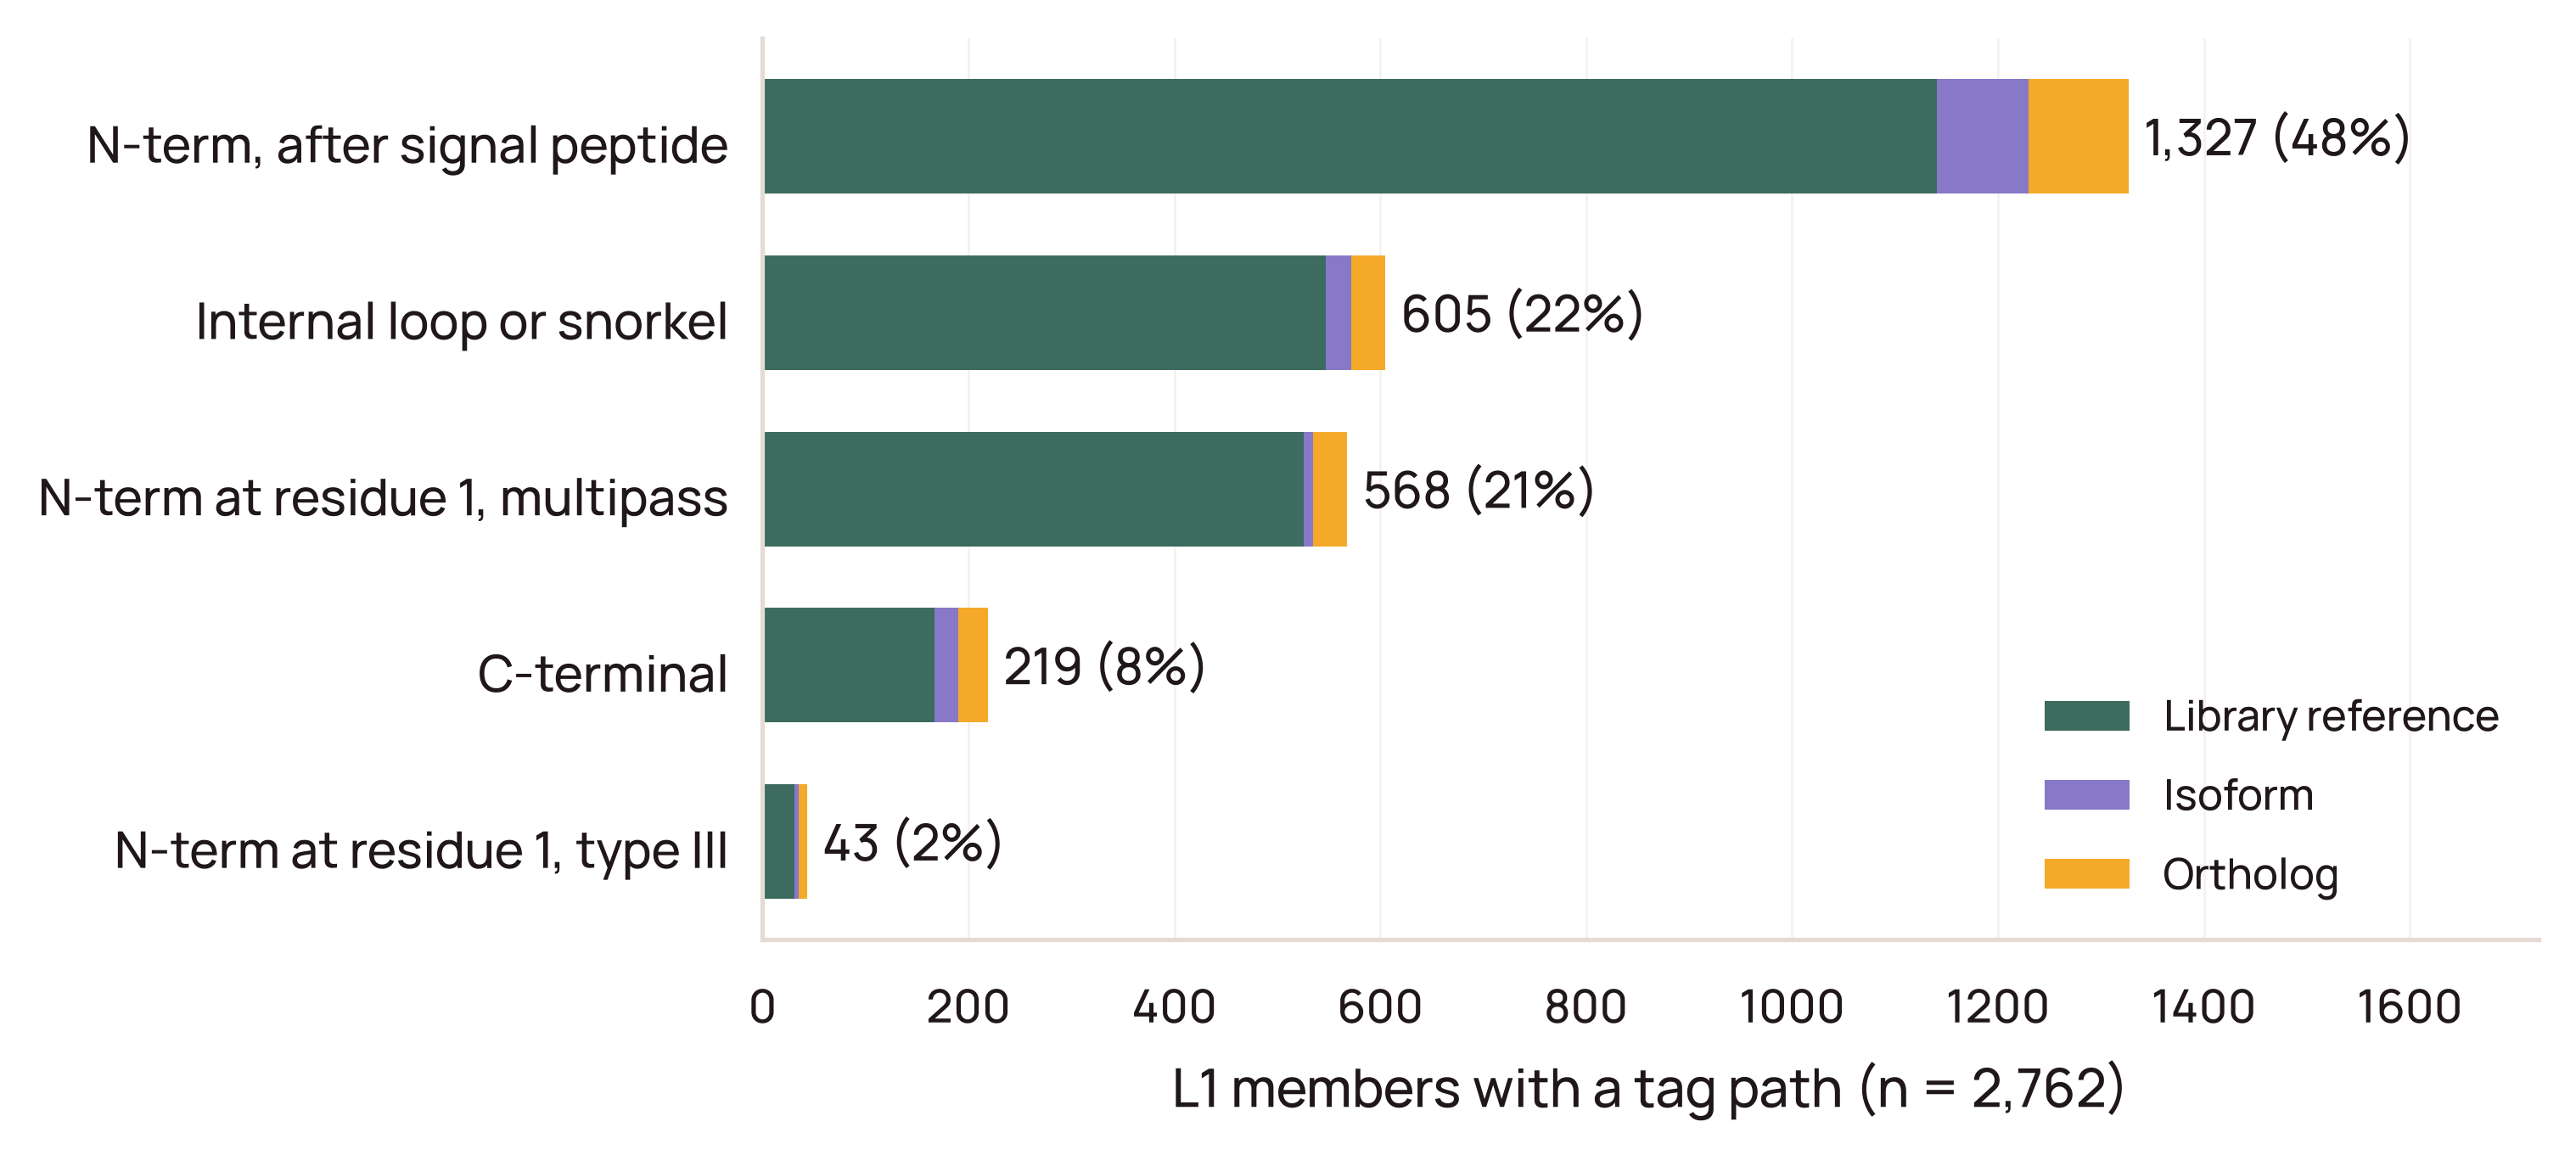 N-term, after signal peptide
1,327 (48%)
Internal loop or snorkel
605 (22%)
N-term at residue 1, multipass
568 (21%)
C-terminal
219 (8%)
N-term at residue 1, type III
43 (2%)
Library reference
Isoform
Ortholog
0 200 400 600 800 1000 1200 1400 1600
L1 members with a tag path (n = 2,762)